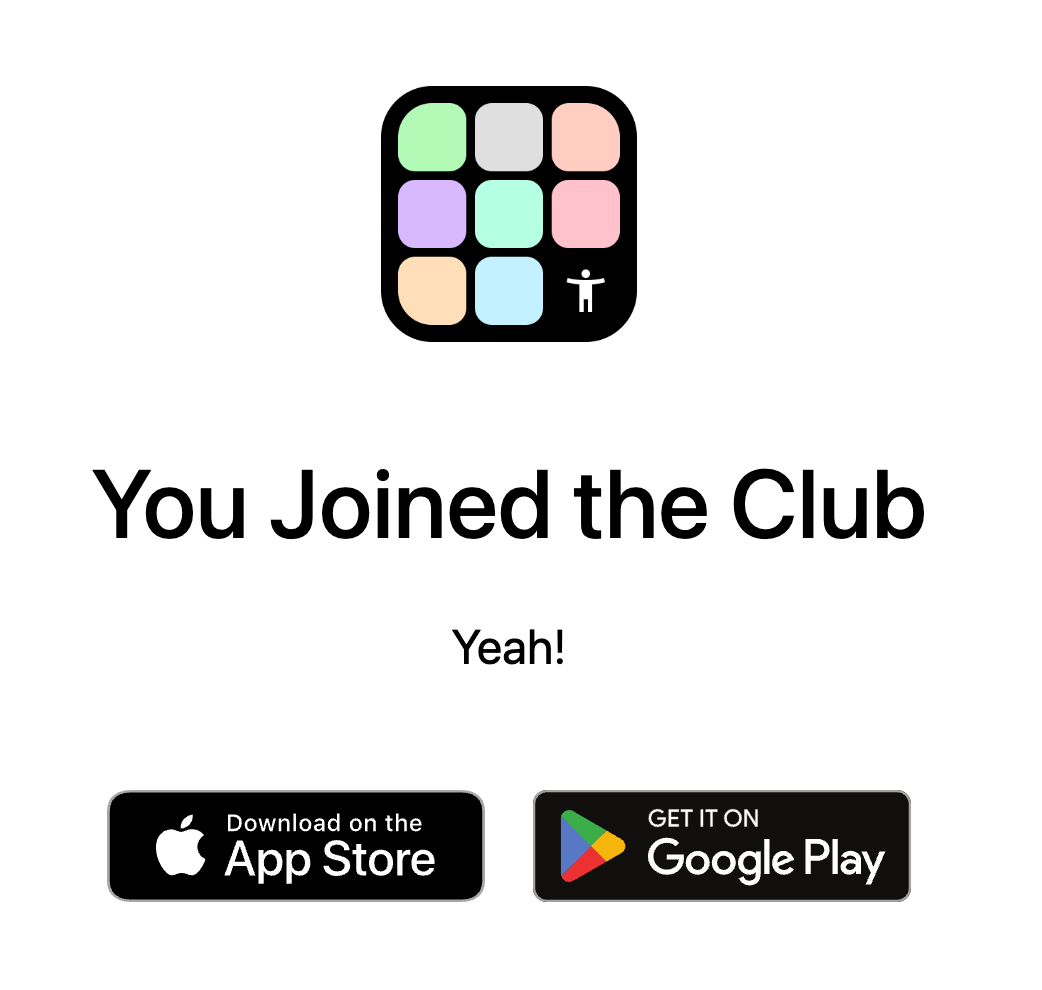 You Joined the Club
Yeah!
Download on the
App Store
GET IT ON
Google Play